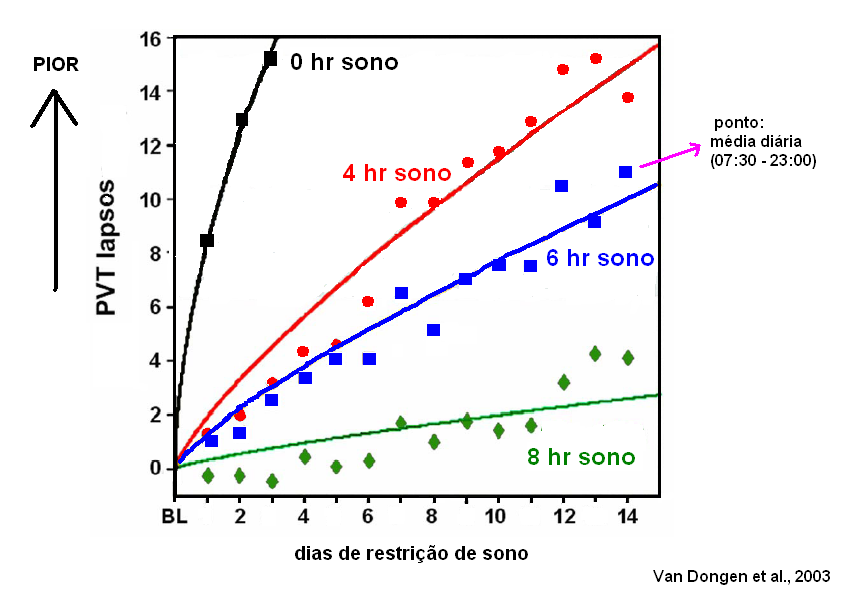 PIOR
PVT lapsos
16
14
12
10
8
6
4
2
0
0 hr sono
4 hr sono
6 hr sono
8 hr sono
ponto:
média diária
(07:30 - 23:00)
BL 2 4 6 8 10 12 14
dias de restrição de sono
Van Dongen et al., 2003